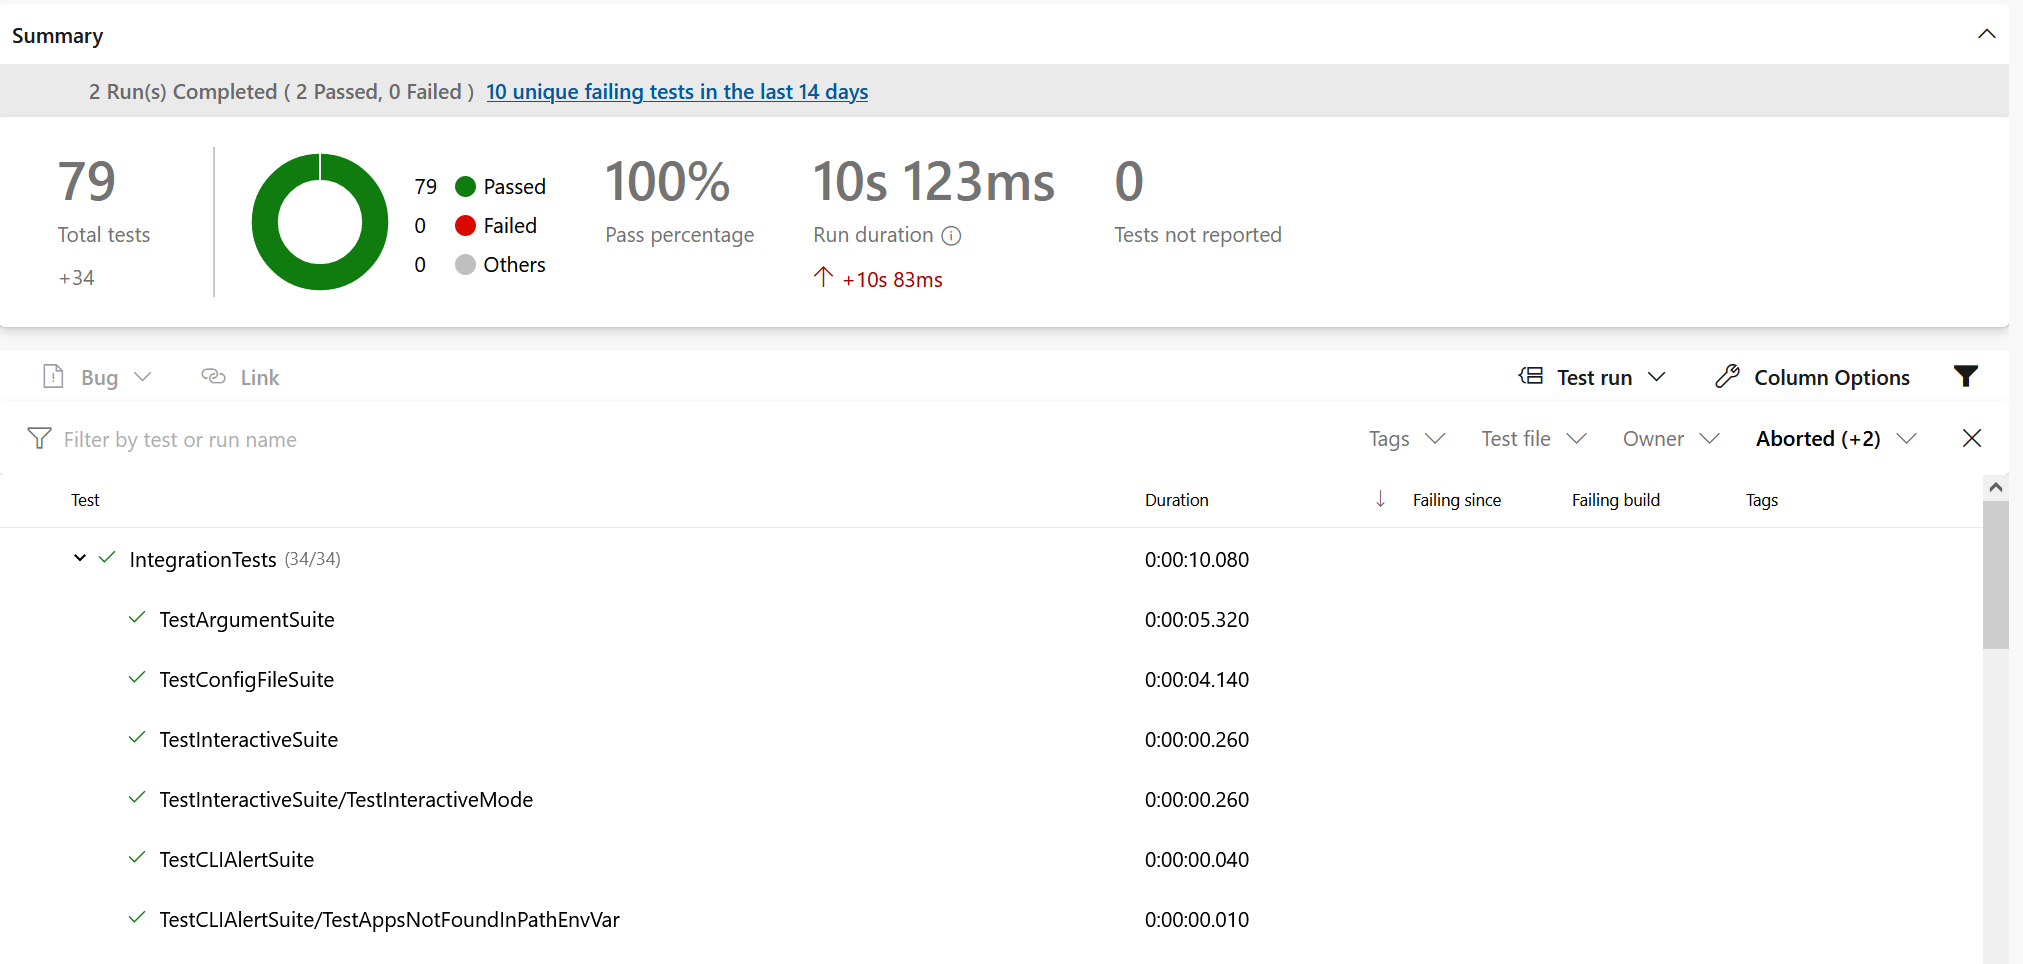 Summary
2 Run(s) Completed ( 2 Passed, 0 Failed ) 10 unique failing tests in the last 14 days
79
Total tests
+34
79 Passed
0 Failed
0 Others
100%
Pass percentage
10s 123ms
Run duration
+10s 83ms
0
Tests not reported
Bug Link Test run Column Options
Filter by test or run name Tags Test file Owner Aborted (+2)
Test Duration Failing since Failing build Tags
IntegrationTests (34/34) 0:00:10.080
TestArgumentSuite 0:00:05.320
TestConfigFileSuite 0:00:04.140
TestInteractiveSuite 0:00:00.260
TestInteractiveSuite/TestInteractiveMode 0:00:00.260
TestCLIAlertSuite 0:00:00.040
TestCLIAlertSuite/TestAppsNotFoundInPathEnvVar 0:00:00.010